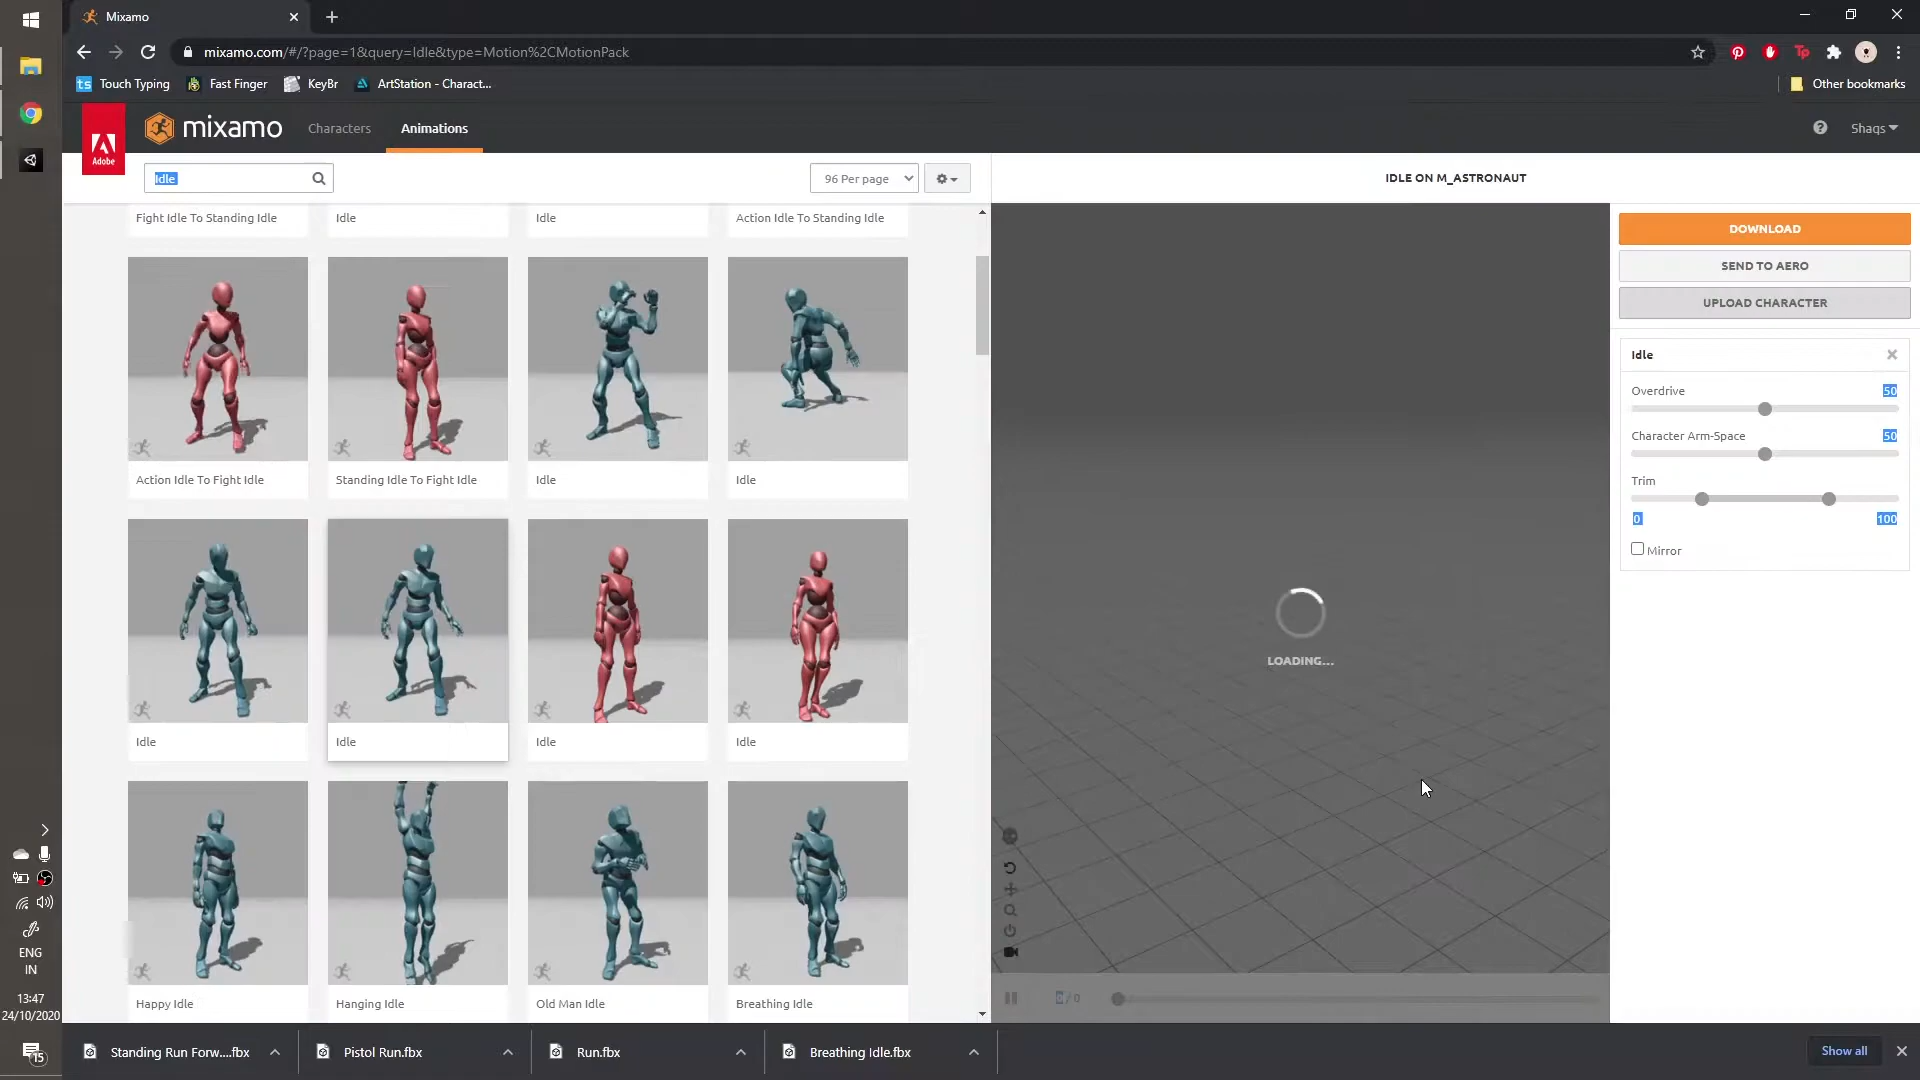 Mixamo
mixamo.com/#/?page=1&query=Idle&type=Motion%2CMotionPack
ts Touch Typing
Fast Finger
KeyBr
ArtStation - Charact...
Other bookmarks
Adobe
mixamo
Characters
Animations
Shaqs
Idle
96 Per page
IDLE ON M_ASTRONAUT
Fight Idle To Standing Idle
Idle
Idle
Action Idle To Standing Idle
DOWNLOAD
SEND TO AERO
UPLOAD CHARACTER
Idle
Overdrive 50
Character Arm-Space 50
Trim
0 100
Mirror
Action Idle To Fight Idle
Standing Idle To Fight Idle
Idle
Idle
LOADING...
Idle
Idle
Idle
Idle
Happy Idle
Hanging Idle
Old Man Idle
Breathing Idle
0 / 0
ENG
IN
13:47
24/10/2020
15
Standing Run Forw....fbx
Pistol Run.fbx
Run.fbx
Breathing Idle.fbx
Show all